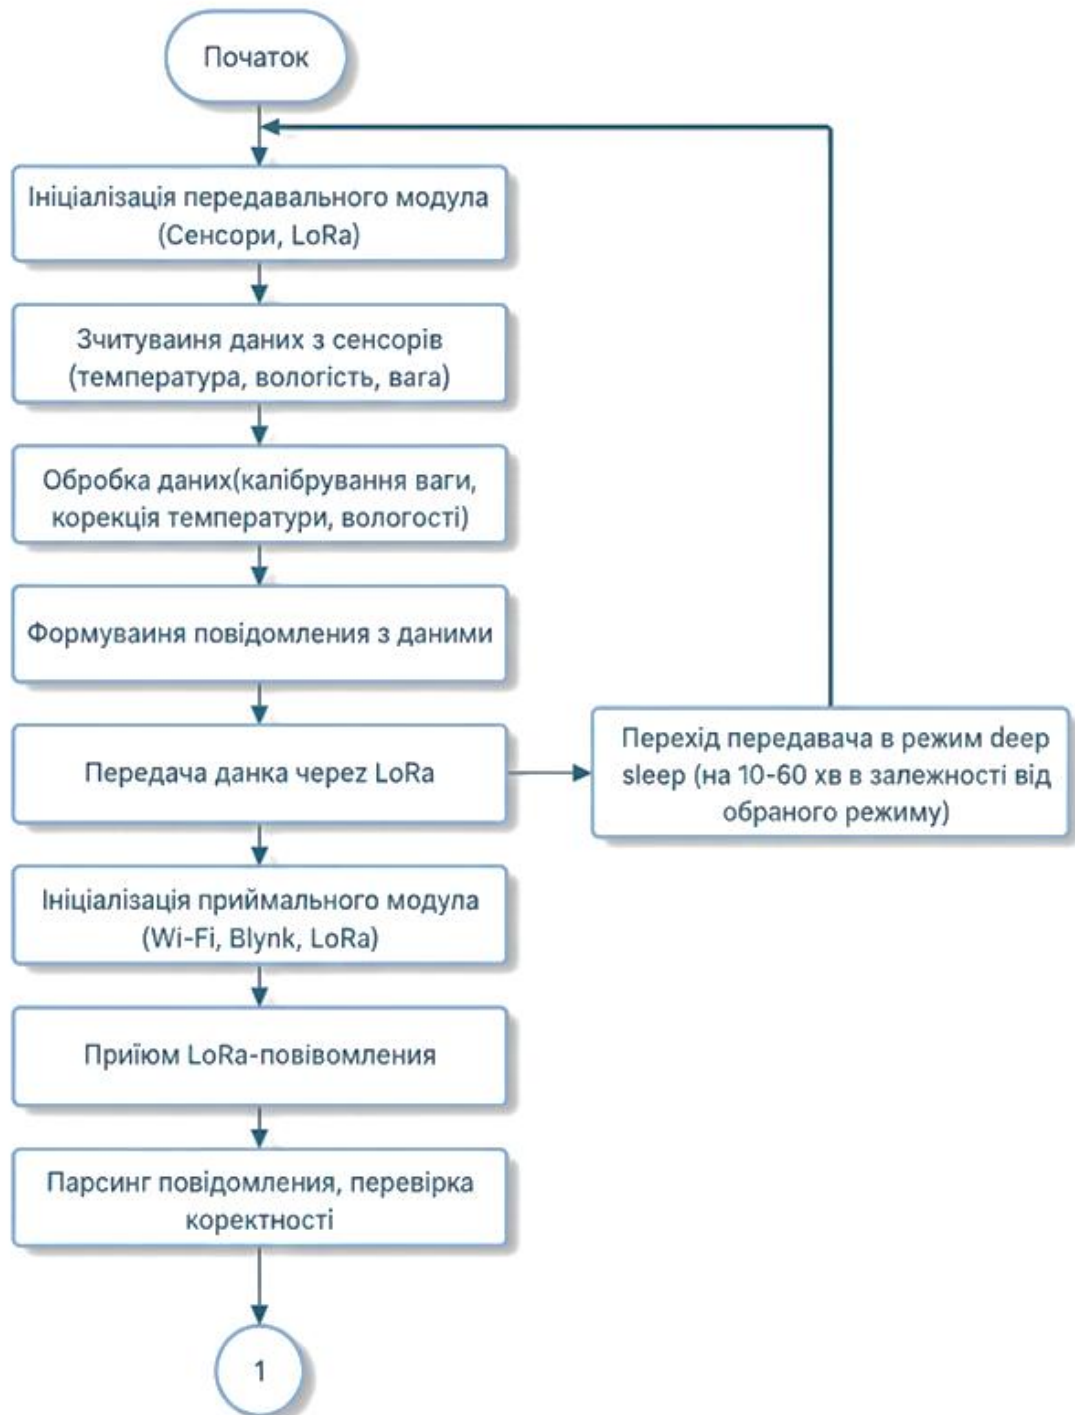 Початок
Ініціалісація передавального модула
(Сенсори, LoRa)
Зчитуваиня даних з сенсорів
(температура, вологість, вага)
Обробка даних(калібрування ваги,
корекція температури, вологості)
Формуваиня повідомлення з даними
Передача данка через LoRa
Перехід передавача в режим deep
sleep (на 10-60 хв в залежності від
обраного режиму)
Ініціалісація приймального модула
(Wi-Fi, Blynk, LoRa)
Приїюм LoRa-повівомлення
Парсинг повідомлення, перевірка
коректності
1